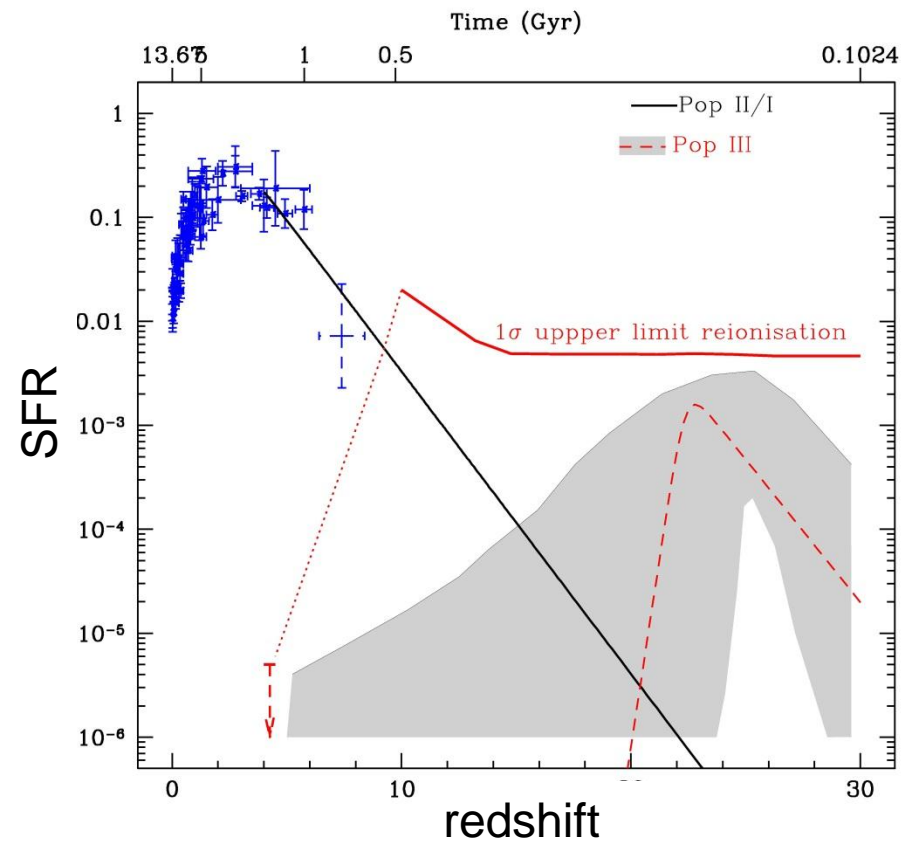 Time (Gyr)
13.67 5 1 0.5 0.1024
Pop II/I
Pop III
1σ uppper limit reionisation
1
0.1
0.01
10⁻³
10⁻⁴
10⁻⁵
10⁻⁶
SFR
0 10 30
redshift